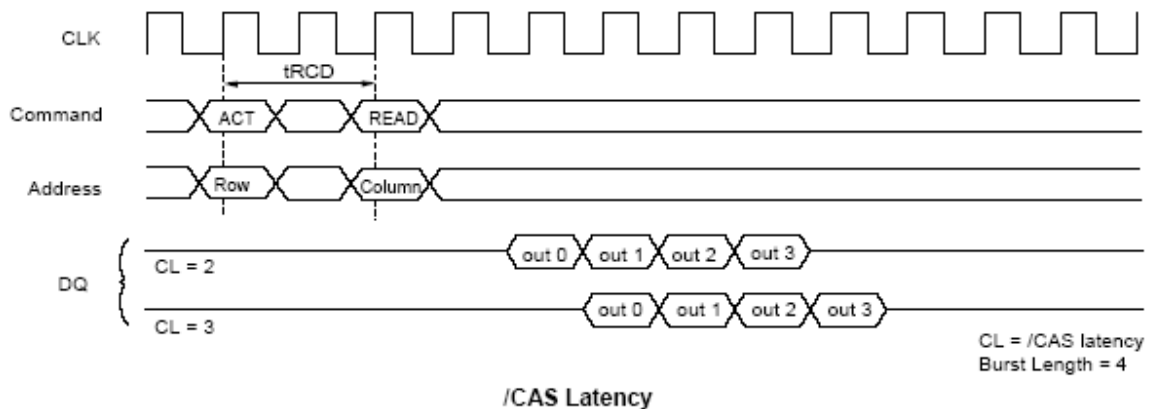 CLK
tRCD
Command ACT READ
Address Row Column
out 0 out 1 out 2 out 3
CL = 2
DQ
out 0 out 1 out 2 out 3
CL = 3
CL = /CAS latency
Burst Length = 4
/CAS Latency